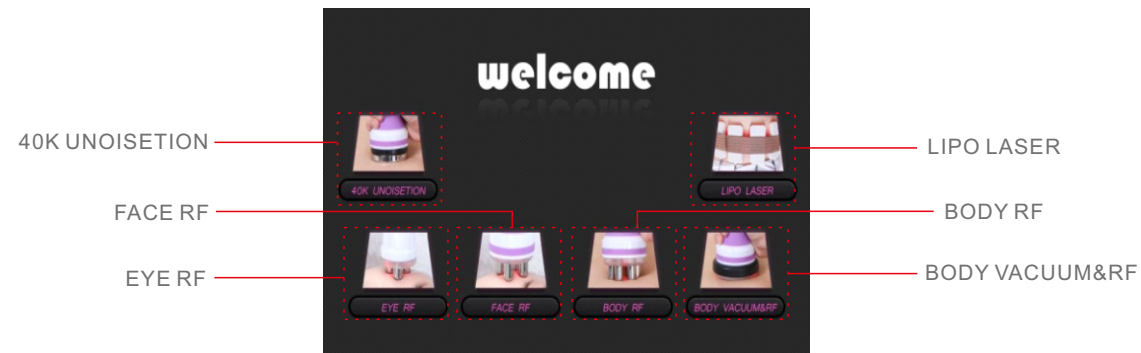 welcome
40K UNOISETION
LIPO LASER
40K UNOISETION
LIPO LASER
FACE RF
BODY RF
EYE RF
BODY VACUUM&RF
EYE RF
FACE RF
BODY RF
BODY VACUUM&RF